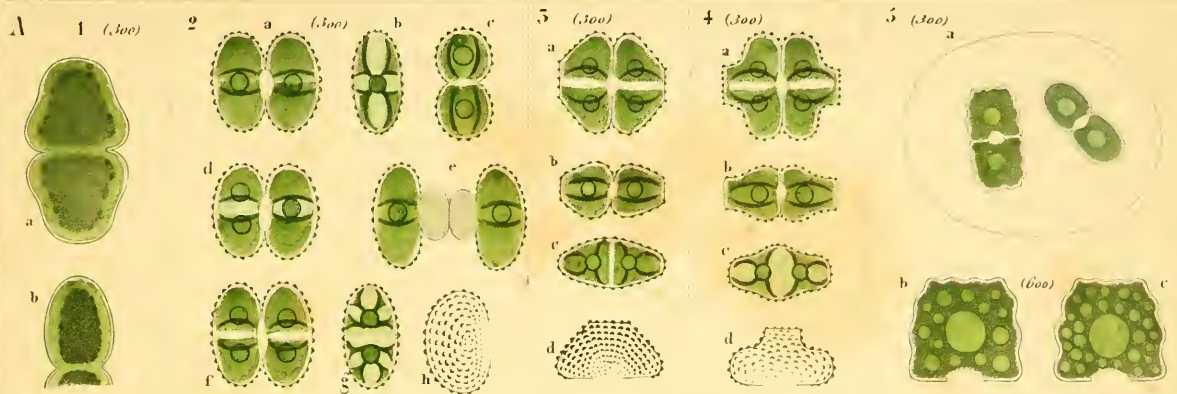 A 1 (300) 2 a (300) b c 3 (300) 4 (300) 5 (300)
a a a
d e b b
a c c
b f g h d d b (600) c